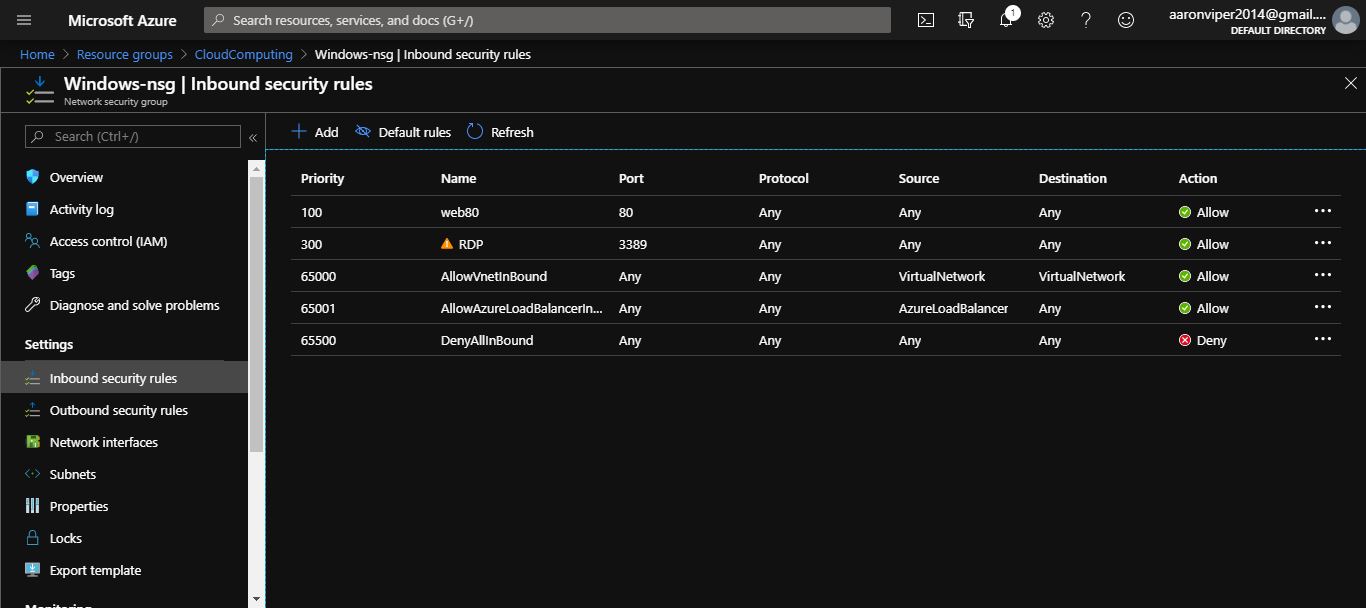 Microsoft Azure
Search resources, services, and docs (G+/)
1
aaronviper2014@gmail....
DEFAULT DIRECTORY
Home > Resource groups > CloudComputing > Windows-nsg | Inbound security rules
Windows-nsg | Inbound security rules
Network security group
Search (Ctrl+/)
«
Overview
Activity log
Access control (IAM)
Tags
Diagnose and solve problems
Settings
Inbound security rules
Outbound security rules
Network interfaces
Subnets
Properties
Locks
Export template
Monitoring
Add Default rules Refresh
Priority Name Port Protocol Source Destination Action
100 web80 80 Any Any Any Allow ...
300 RDP 3389 Any Any Any Allow ...
65000 AllowVnetInBound Any Any VirtualNetwork VirtualNetwork Allow ...
65001 AllowAzureLoadBalancerIn... Any Any AzureLoadBalancer Any Allow ...
65500 DenyAllInBound Any Any Any Any Deny ...